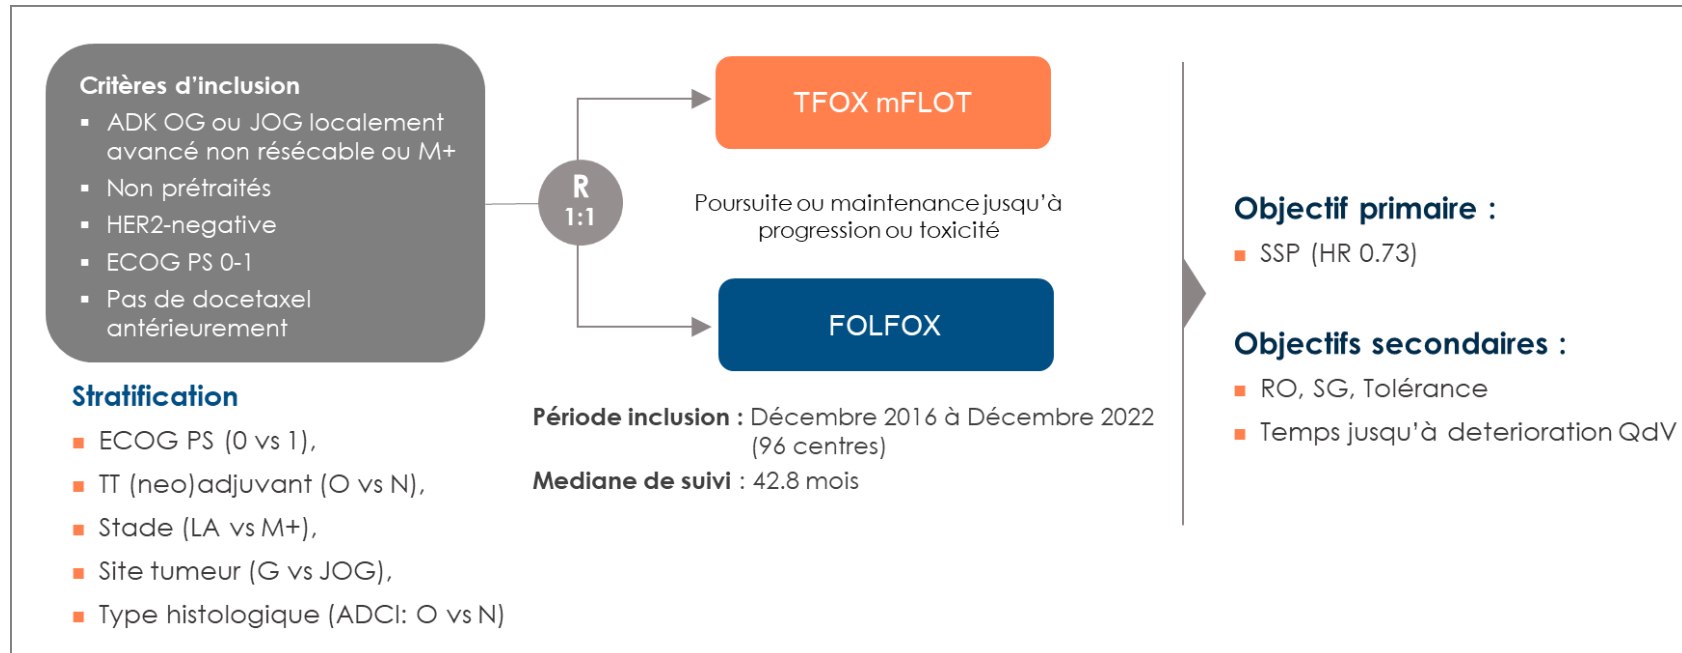 Critères d'inclusion
▪ ADK OG ou JOG localement
avancé non résécable ou M+
▪ Non prétraités
▪ HER2-negative
▪ ECOG PS 0-1
▪ Pas de docetaxel
antérieurement
Stratification
▪ ECOG PS (0 vs 1),
▪ TT (neo)adjuvant (O vs N),
▪ Stade (LA vs M+),
▪ Site tumeur (G vs JOG),
▪ Type histologique (ADCI: O vs N)
R
1:1
TFOX mFLOT
Poursuite ou maintenance jusqu'à
progression ou toxicité
FOLFOX
Période inclusion : Décembre 2016 à Décembre 2022
(96 centres)
Mediane de suivi : 42.8 mois
Objectif primaire :
▪ SSP (HR 0.73)
Objectifs secondaires :
▪ RO, SG, Tolérance
▪ Temps jusqu'à deterioration QdV